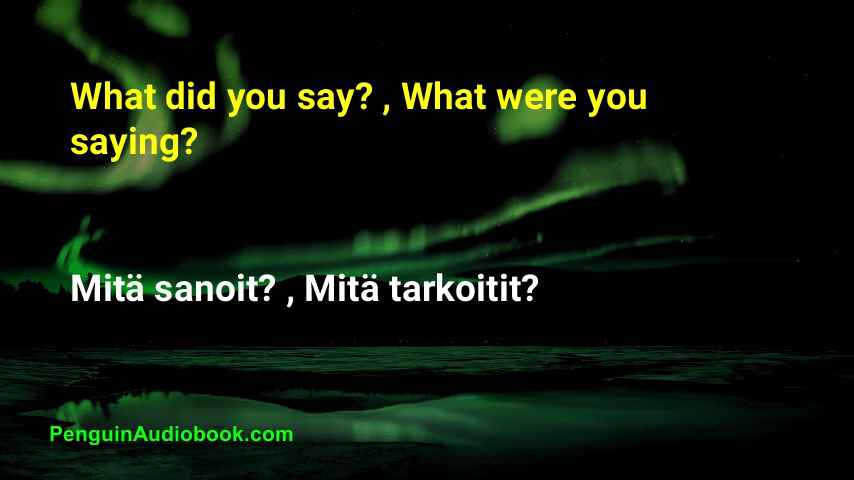 What did you say? , What were you
saying?
Mitä sanoit? , Mitä tarkoitit?
PenguinAudiobook.com